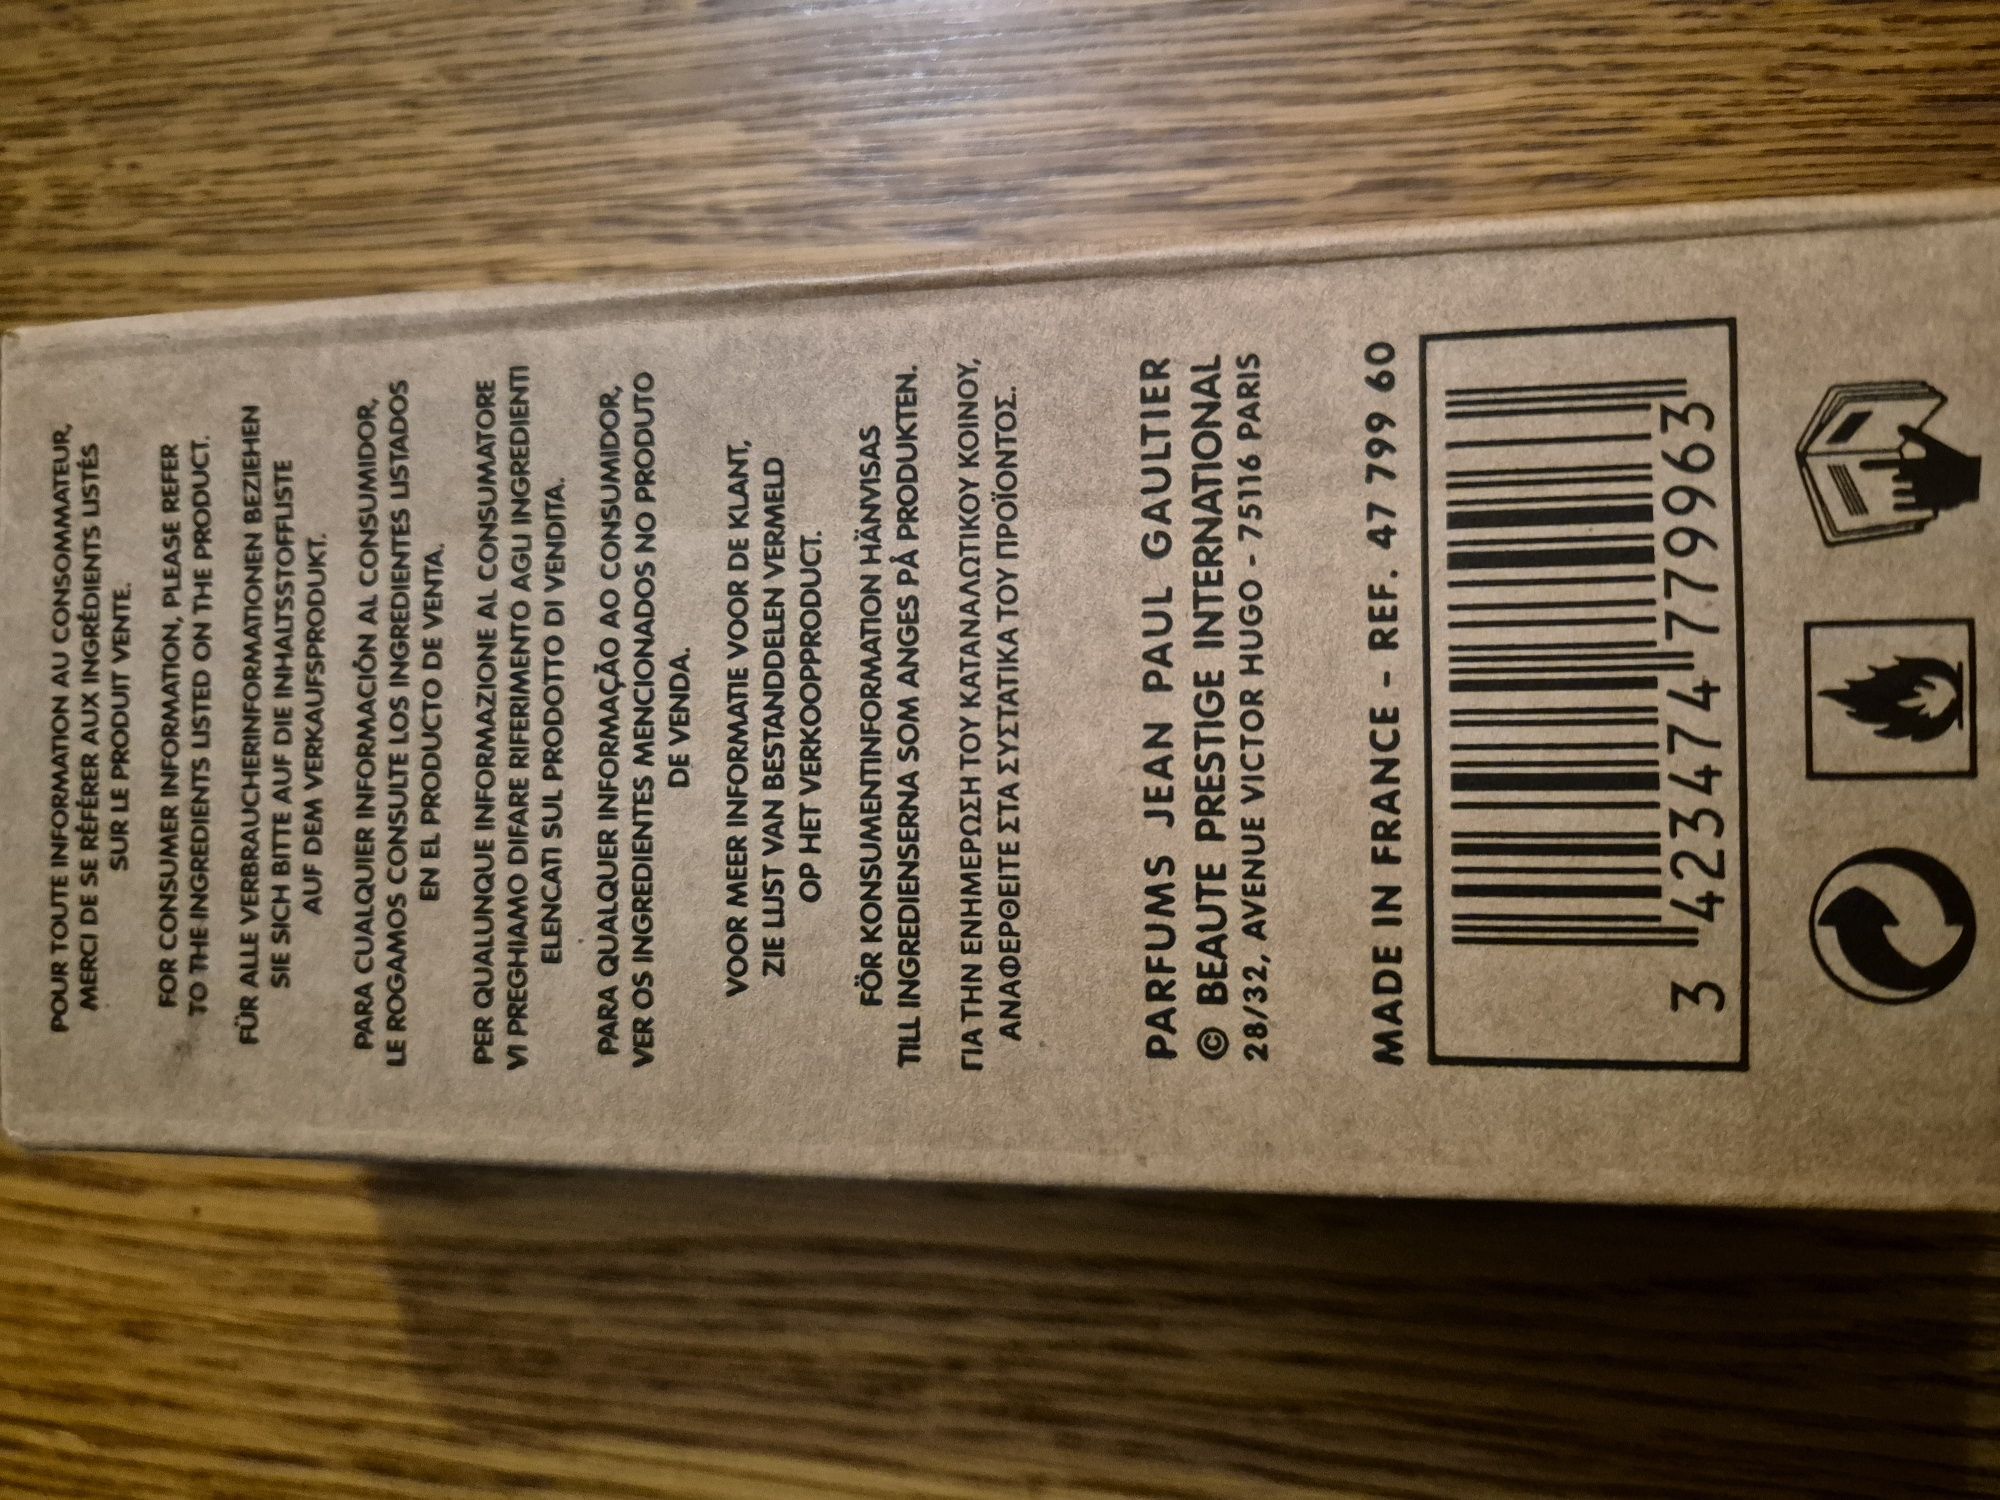 POUR TOUTE INFORMATION AU CONSOMMATEUR,
MERCI DE SE RÉFÉRER AUX INGRÉDIENTS LISTÉS
SUR LE PRODUIT VENTE.
FOR CONSUMER INFORMATION, PLEASE REFER
TO THE INGREDIENTS LISTED ON THE PRODUCT.
FÜR ALLE VERBRAUCHERINFORMATIONEN BEZIEHEN
SIE SICH BITTE AUF DIE INHALTSSTOFFLISTE
AUF DEM VERKAUFSPRODUKT.
PARA CUALQUIER INFORMACIÓN AL CONSUMIDOR,
LE ROGAMOS CONSULTE LOS INGREDIENTES LISTADOS
EN EL PRODUCTO DE VENTA.
PER QUALUNQUE INFORMAZIONE AL CONSUMATORE
VI PREGHIAMO DIFARE RIFERIMENTO AGLI INGREDIENTI
ELENCATI SUL PRODOTTO DI VENDITA.
PARA QUALQUER INFORMAÇÃO AO CONSUMIDOR,
VER OS INGREDIENTES MENCIONADOS NO PRODUTO
DE VENDA.
VOOR MEER INFORMATIE VOOR DE KLANT,
ZIE LIJST VAN BESTANDDELEN VERMELD
OP HET VERKOOPPRODUCT.
FÖR KONSUMENTINFORMATION HÄNVISAS
TILL INGREDIENSERNA SOM ANGES PÅ PRODUKTEN.
ΓΙΑ ΤΗΝ ΕΝΗΜΕΡΩΣΗ ΤΟΥ ΚΑΤΑΝΑΛΩΤΙΚΟΥ ΚΟΙΝΟΥ,
ΑΝΑΦΕΡΘΕΙΤΕ ΣΤΑ ΣΥΣΤΑΤΙΚΑ ΤΟΥ ΠΡΟΪΟΝΤΟΣ.
PARFUMS JEAN PAUL GAULTIER
© BEAUTE PRESTIGE INTERNATIONAL
28/32, AVENUE VICTOR HUGO - 75116 PARIS
MADE IN FRANCE - REF. 47 799 60
3 423474 779963